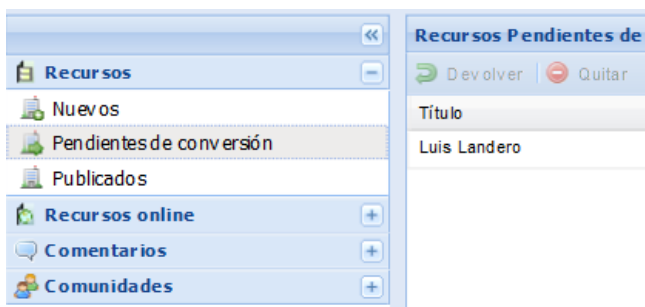 Recursos
Nuevos
Pendientes de conversión
Publicados
Recursos online
Comentarios
Comunidades
Recursos Pendientes de
Devolver Quitar
Título
Luis Landero